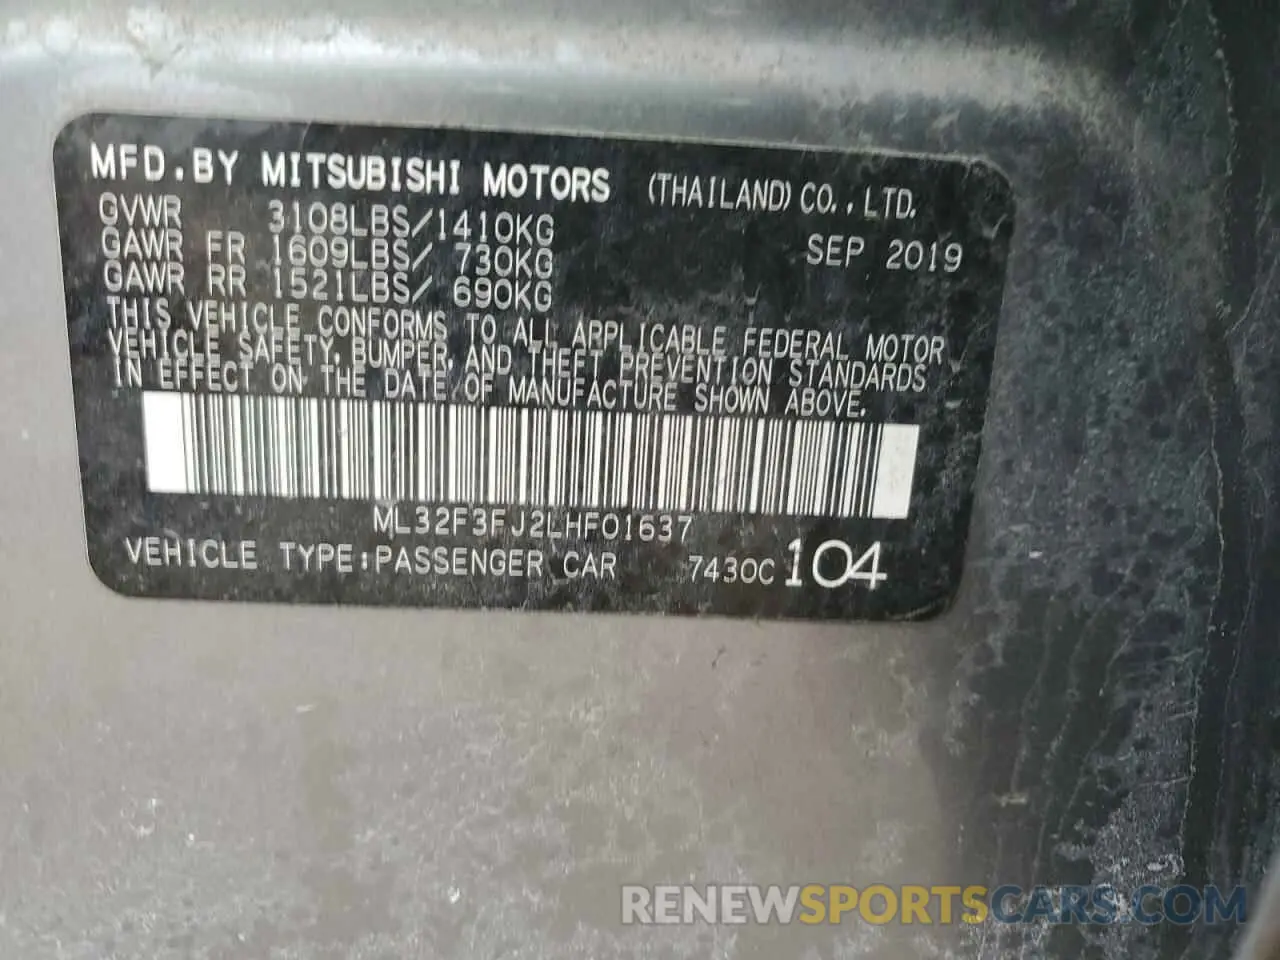 MFD.BY MITSUBISHI MOTORS (THAILAND) CO.,LTD.
GVWR 3108LBS/1410KG
GAWR FR 1609LBS/ 730KG SEP 2019
GAWR RR 1521LBS/ 690KG
THIS VEHICLE CONFORMS TO ALL APPLICABLE FEDERAL MOTOR
VEHICLE SAFETY, BUMPER, AND THEFT PREVENTION STANDARDS
IN EFFECT ON THE DATE OF MANUFACTURE SHOWN ABOVE.
ML32F3FJ2LHF01637
VEHICLE TYPE:PASSENGER CAR 7430C 104
RENEWSPORTSCARS.COM